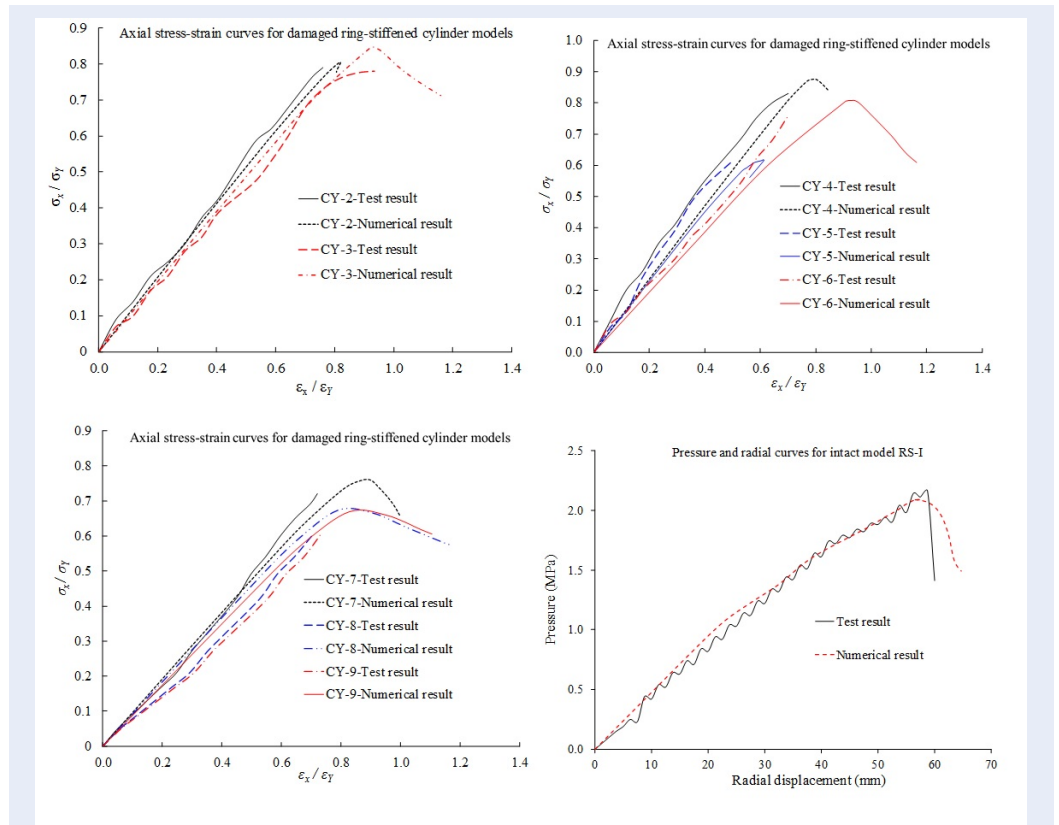 Axial stress-strain curves for damaged ring-stiffened cylinder models
0.9
0.8
0.7
0.6
0.5
0.4
0.3
0.2
0.1
0
σx / σY
CY-2-Test result
CY-2-Numerical result
CY-3-Test result
CY-3-Numerical result
0.0 0.2 0.4 0.6 0.8 1.0 1.2 1.4
εx / εY
Axial stress-strain curves for damaged ring-stiffened cylinder models
1.0
0.9
0.8
0.7
0.6
0.5
0.4
0.3
0.2
0.1
0.0
σx / σY
CY-4-Test result
CY-4-Numerical result
CY-5-Test result
CY-5-Numerical result
CY-6-Test result
CY-6-Numerical result
0.0 0.2 0.4 0.6 0.8 1.0 1.2 1.4
εx / εY
Axial stress-strain curves for damaged ring-stiffened cylinder models
0.9
0.8
0.7
0.6
0.5
0.4
0.3
0.2
0.1
0
σx / σY
CY-7-Test result
CY-7-Numerical result
CY-8-Test result
CY-8-Numerical result
CY-9-Test result
CY-9-Numerical result
0.0 0.2 0.4 0.6 0.8 1.0 1.2 1.4
εx / εY
Pressure and radial curves for intact model RS-I
2.5
2.0
1.5
1.0
0.5
0.0
Pressure (MPa)
Test result
Numerical result
0 10 20 30 40 50 60 70
Radial displacement (mm)